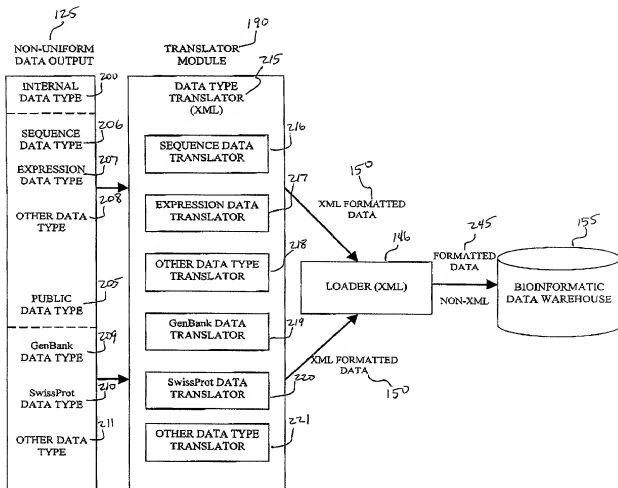 125
NON-UNIFORM
DATA OUTPUT
INTERNAL 200
DATA TYPE
SEQUENCE 206
DATA TYPE
EXPRESSION 207
DATA TYPE
208
OTHER DATA
TYPE
PUBLIC 205
DATA TYPE
209
GenBank
DATA TYPE
SwissProt 210
DATA TYPE
211
OTHER DATA
TYPE
190
TRANSLATOR
MODULE
215
DATA TYPE
TRANSLATOR
(XML)
216
SEQUENCE DATA
TRANSLATOR
217
EXPRESSION DATA
TRANSLATOR
218
OTHER DATA TYPE
TRANSLATOR
GenBank DATA
TRANSLATOR 219
SwissProt DATA
TRANSLATOR 220
221
OTHER DATA TYPE
TRANSLATOR
150
XML FORMATTED
DATA
146
LOADER (XML)
XML FORMATTED
DATA
150
245
FORMATTED
DATA
NON-XML
155
BIOINFORMATIC
DATA WAREHOUSE